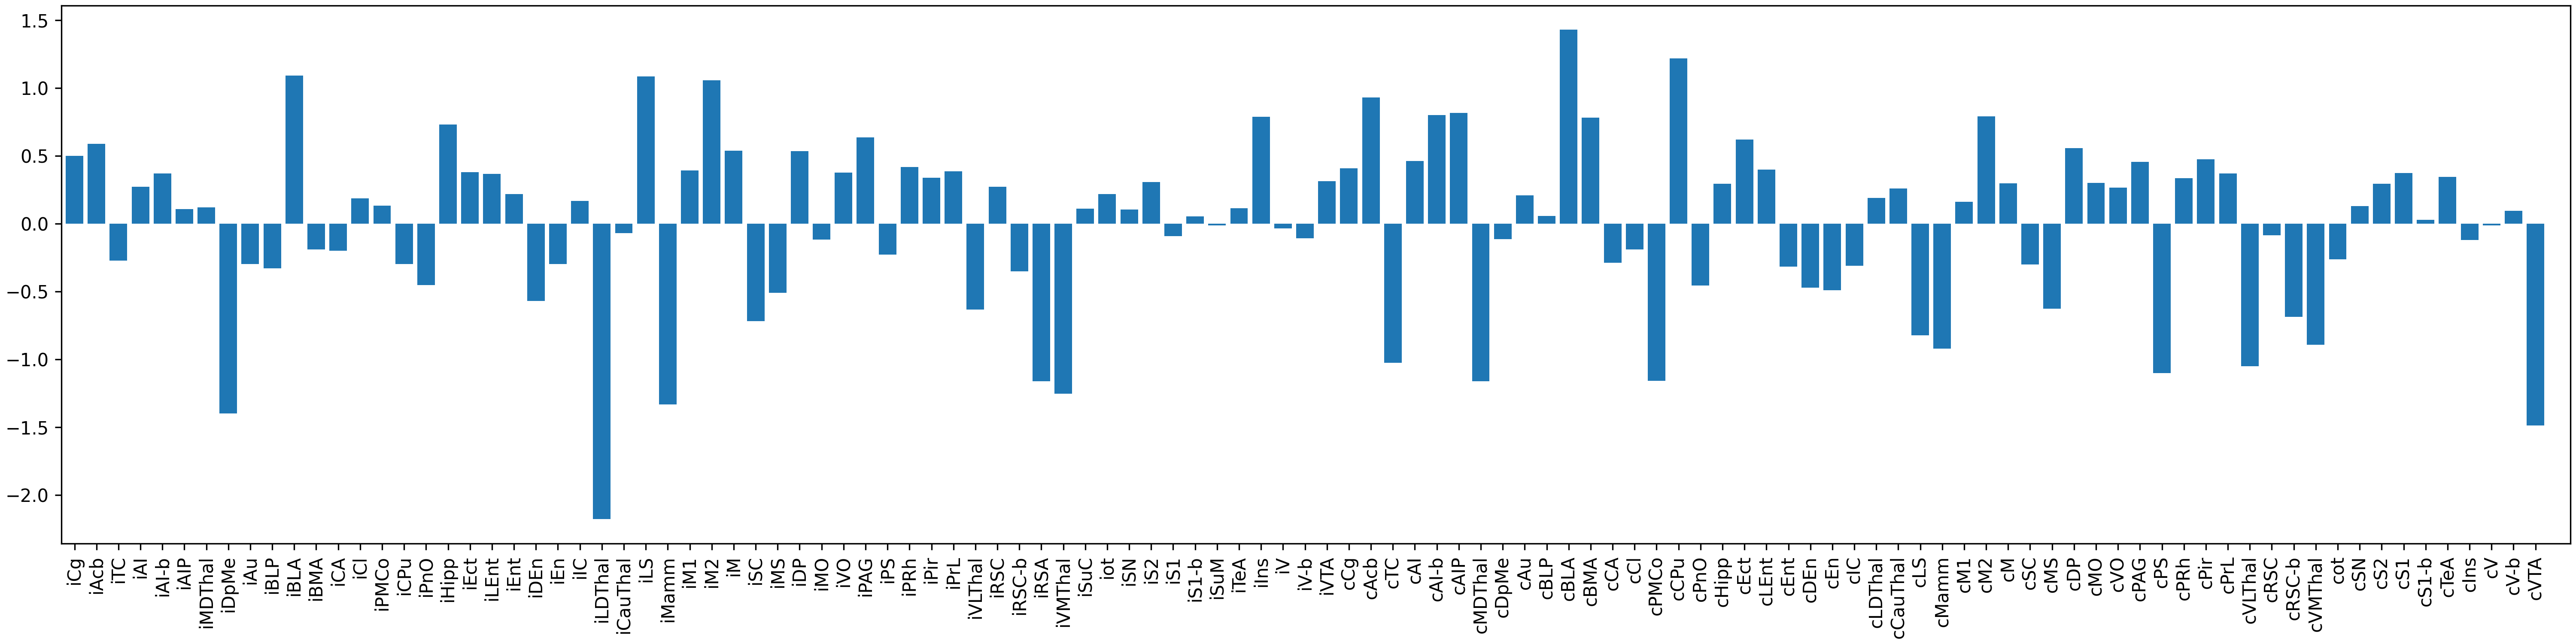 1.5
1.0
0.5
0.0
−0.5
−1.0
−1.5
−2.0
iCg
iAcb
iTC
iAI
iAI-b
iAIP
iMDThal
iDpMe
iAu
iBLP
iBLA
iBMA
iCA
iCl
iPMCo
iCPu
iPnO
iHipp
iEct
iLEnt
iEnt
iDEn
iEn
iIC
iLDThal
iCauThal
iLS
iMamm
iM1
iM2
iM
iSC
iMS
iDP
iMO
iVO
iPAG
iPS
iPRh
iPir
iPrL
iVLThal
iRSC
iRSC-b
iRSA
iVMThal
iSuC
iot
iSN
iS2
iS1
iS1-b
iSuM
iTeA
iIns
iV
iV-b
iVTA
cCg
cAcb
cTC
cAI
cAI-b
cAIP
cMDThal
cDpMe
cAu
cBLP
cBLA
cBMA
cCA
cCl
cPMCo
cCPu
cPnO
cHipp
cEct
cLEnt
cEnt
cDEn
cEn
cIC
cLDThal
cCauThal
cLS
cMamm
cM1
cM2
cM
cSC
cMS
cDP
cMO
cVO
cPAG
cPS
cPRh
cPir
cPrL
cVLThal
cRSC
cRSC-b
cVMThal
cot
cSN
cS2
cS1
cS1-b
cTeA
cIns
cV
cV-b
cVTA